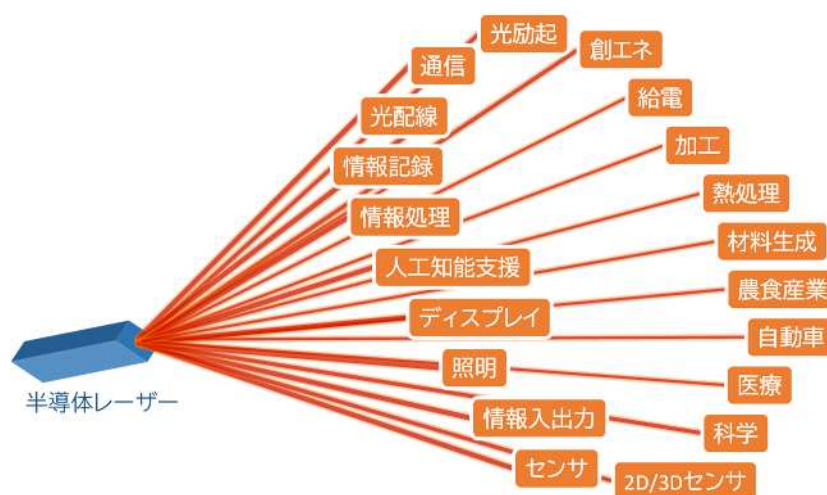 光励起
通信
創エネ
給電
光配線
加工
情報記録
熱処理
情報処理
材料生成
人工知能支援
農食産業
ディスプレイ
自動車
照明
医療
半導体レーザー
情報入出力
科学
センサ
2D/3Dセンサ